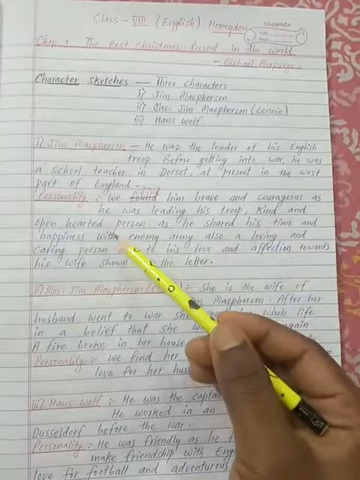 Class - VIII (English) Honeydew
classmate
Chap-1 The Best Christmas Present in the World
- Michael Morpurgo
Character sketches - Three characters
i) Jim Macpherson
ii) Mrs. Jim Macpherson (Connie)
iii) Hans Wolf
i) Jim Macpherson - He was the leader of his English
troop Before getting into war he was
a school teacher in Dorset, at present in the west
part of England.
Personality :- We found him brave and courageous as
he was leading his trop, Kind and
open hearted person as he shared his time and
happiness with enemy army also a loving and
caring person his love and affection towards
his wife shown the letter.
ii) Mrs. Jim Macpherson She is the wife of
Jim Macpherson. After her
husband went to war whole life
in a belief that she again
A fire broke in her house
Personality :- We find her
love for her hus
iii) Hans Wolf :- He was the capta
He worked in an
Dusseldorf before the war.
Personality :- He was friendly as he
make friendship with Eng
love for football and adventurous